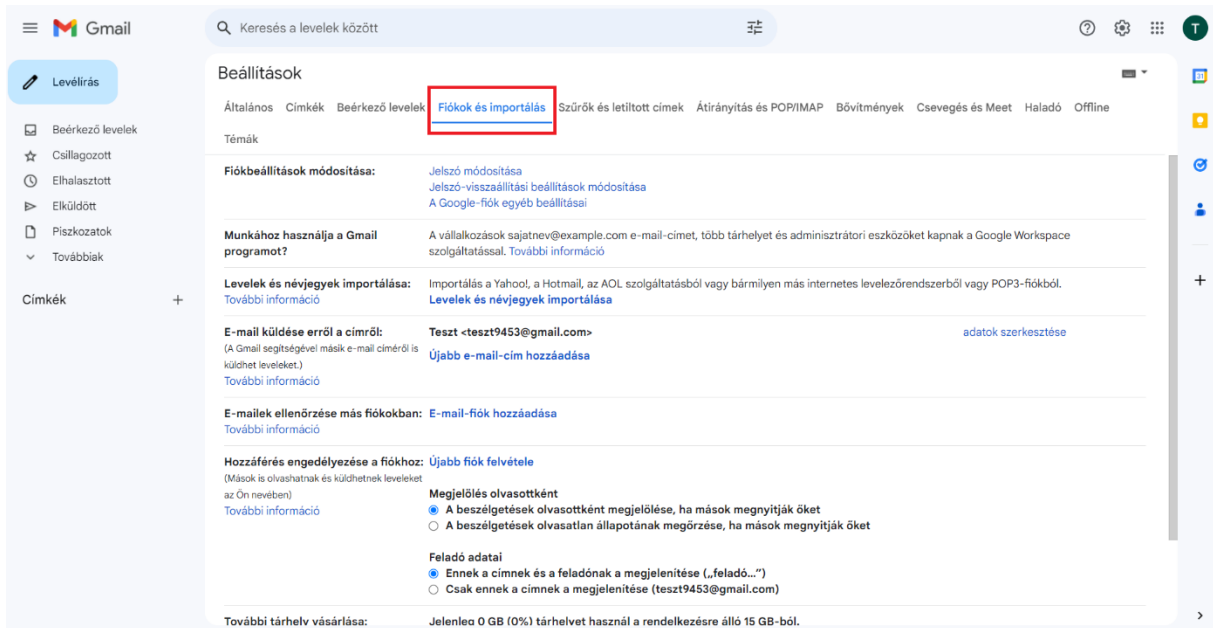 Gmail
Keresés a levelek között
T
Levélírás
Beérkező levelek
Csillagozott
Elhalasztott
Elküldött
Piszkozatok
Továbbiak
Címkék
Beállítások
Általános Címkék Beérkező levelek Fiókok és importálás Szűrők és letiltott címek Átirányítás és POP/IMAP Bővítmények Csevegés és Meet Haladó Offline
Témák
Fiókbeállítások módosítása: Jelszó módosítása
Jelszó-visszaállítási beállítások módosítása
A Google-fiók egyéb beállításai
Munkához használja a Gmail programot?
A vállalkozások sajatnev@example.com e-mail-címet, több tárhelyet és adminisztrátori eszközöket kapnak a Google Workspace
szolgáltatással. További információ
Levelek és névjegyek importálása: Importálás a Yahoo!, a Hotmail, az AOL szolgáltatásból vagy bármilyen más internetes levelezőrendszerből vagy POP3-fiókból.
További információ Levelek és névjegyek importálása
E-mail küldése erről a címről: Teszt <teszt9453@gmail.com> adatok szerkesztése
(A Gmail segítségével másik e-mail címéről is
küldhet leveleket.)
További információ
Újabb e-mail-cím hozzáadása
E-mailek ellenőrzése más fiókokban: E-mail-fiók hozzáadása
További információ
Hozzáférés engedélyezése a fiókhoz: Újabb fiók felvétele
(Mások is olvashatnak és küldhetnek leveleket
az Ön nevében)
További információ
Megjelölés olvasottként
A beszélgetések olvasottként megjelölése, ha mások megnyitják őket
A beszélgetések olvasatlan állapotának megőrzése, ha mások megnyitják őket
Feladó adatai
Ennek a címnek és a feladónak a megjelenítése („feladó...”)
Csak ennek a címnek a megjelenítése (teszt9453@gmail.com)
További tárhely vásárlása: Jelenleg 0 GB (0%) tárhelyet használ a rendelkezésre álló 15 GB-ból.
31